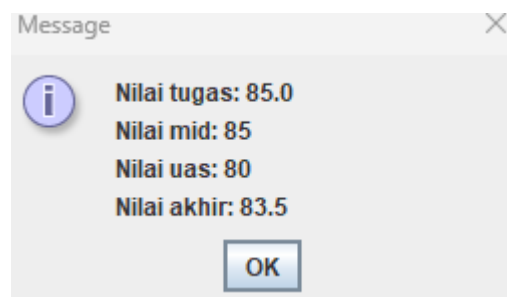 Message
Nilai tugas: 85.0
Nilai mid: 85
Nilai uas: 80
Nilai akhir: 83.5
OK